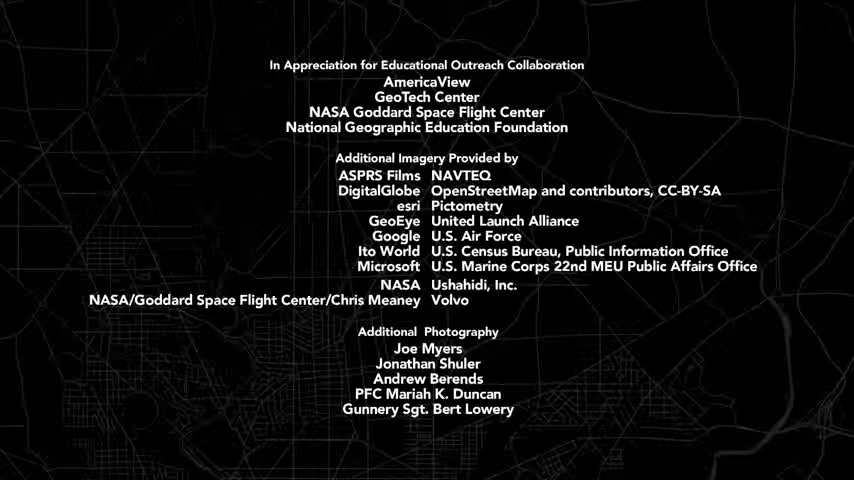 In Appreciation for Educational Outreach Collaboration
AmericaView
GeoTech Center
NASA Goddard Space Flight Center
National Geographic Education Foundation
Additional Imagery Provided by
ASPRS Films NAVTEQ
DigitalGlobe OpenStreetMap and contributors, CC-BY-SA
esri Pictometry
GeoEye United Launch Alliance
Google U.S. Air Force
Ito World U.S. Census Bureau, Public Information Office
Microsoft U.S. Marine Corps 22nd MEU Public Affairs Office
NASA Ushahidi, Inc.
NASA/Goddard Space Flight Center/Chris Meaney Volvo
Additional Photography
Joe Myers
Jonathan Shuler
Andrew Berends
PFC Mariah K. Duncan
Gunnery Sgt. Bert Lowery